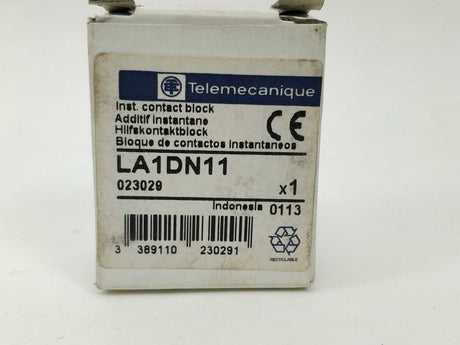 Telemecanique
Inst. contact block
Additif instantane
Hilfskontaktblock
Bloque de contactos instantaneos
CE
LA1DN11
023029 x1
Indonesia 0113
3 389110 230291
RECYCLABLE